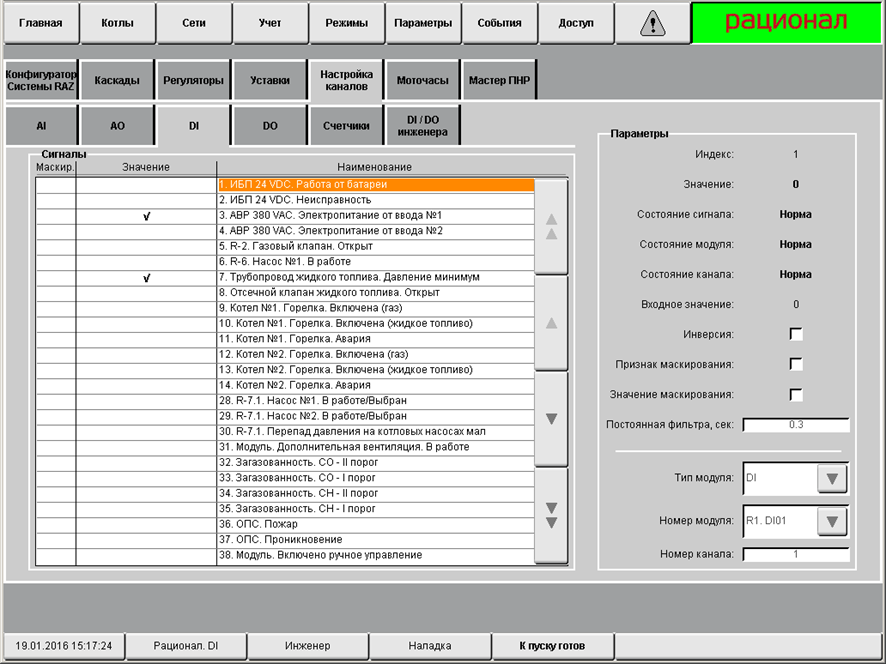 Главная Котлы Сети Учет Режимы Параметры События Доступ рационал
Конфигуратор Системы RAZ Каскады Регуляторы Уставки Настройка каналов Моточасы Мастер ПНР
AI AO DI DO Счетчики DI / DO инженера
Сигналы
Маскир. Значение Наименование
1. ИБП 24 VDC. Работа от батареи
2. ИБП 24 VDC. Неисправность
√ 3. АВР 380 VAC. Электропитание от ввода №1
4. АВР 380 VAC. Электропитание от ввода №2
5. R-2. Газовый клапан. Открыт
6. R-6. Насос №1. В работе
√ 7. Трубопровод жидкого топлива. Давление минимум
8. Отсечной клапан жидкого топлива. Открыт
9. Котел №1. Горелка. Включена (газ)
10. Котел №1. Горелка. Включена (жидкое топливо)
11. Котел №1. Горелка. Авария
12. Котел №2. Горелка. Включена (газ)
13. Котел №2. Горелка. Включена (жидкое топливо)
14. Котел №2. Горелка. Авария
28. R-7.1. Насос №1. В работе/Выбран
29. R-7.1. Насос №2. В работе/Выбран
30. R-7.1. Перепад давления на котловых насосах мал
31. Модуль. Дополнительная вентиляция. В работе
32. Загазованность. CO - II порог
33. Загазованность. CO - I порог
34. Загазованность. CH - II порог
35. Загазованность. CH - I порог
36. ОПС. Пожар
37. ОПС. Проникновение
38. Модуль. Включено ручное управление
Параметры
Индекс: 1
Значение: 0
Состояние сигнала: Норма
Состояние модуля: Норма
Состояние канала: Норма
Входное значение: 0
Инверсия:
Признак маскирования:
Значение маскирования:
Постоянная фильтра, сек: 0.3
Тип модуля: DI
Номер модуля: R1. DI01
Номер канала: 1
19.01.2016 15:17:24 Рационал. DI Инженер Наладка К пуску готов